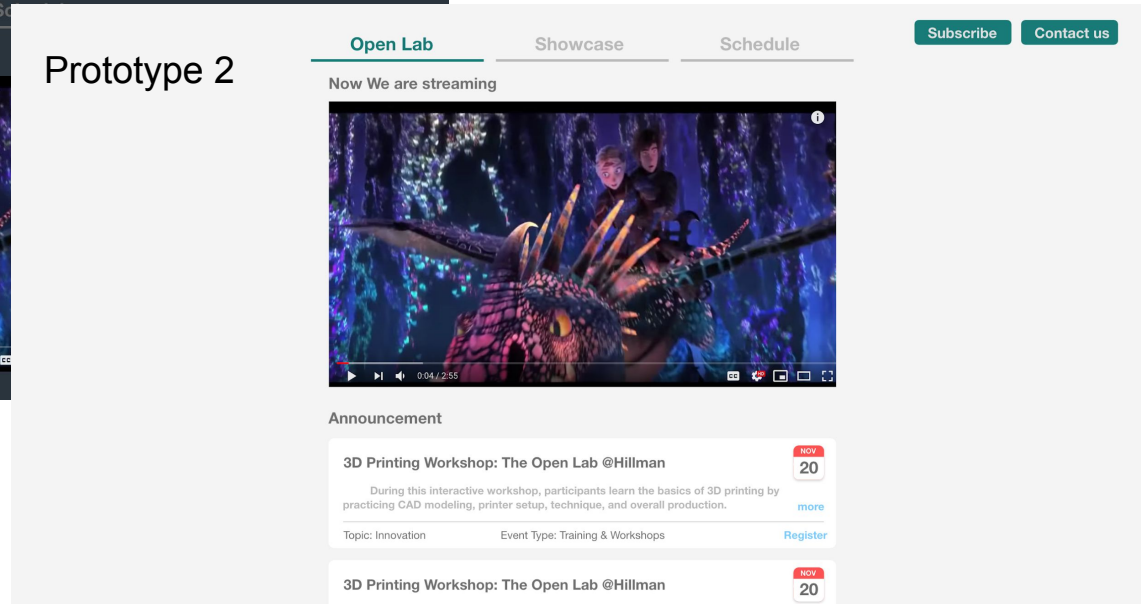 Prototype 2
Open Lab
Showcase
Schedule
Subscribe
Contact us
Now We are streaming
0:04 / 2:55
CC
HD
Announcement
3D Printing Workshop: The Open Lab @Hillman
NOV
20
During this interactive workshop, participants learn the basics of 3D printing by
practicing CAD modeling, printer setup, technique, and overall production.
more
Topic: Innovation
Event Type: Training & Workshops
Register
3D Printing Workshop: The Open Lab @Hillman
NOV
20